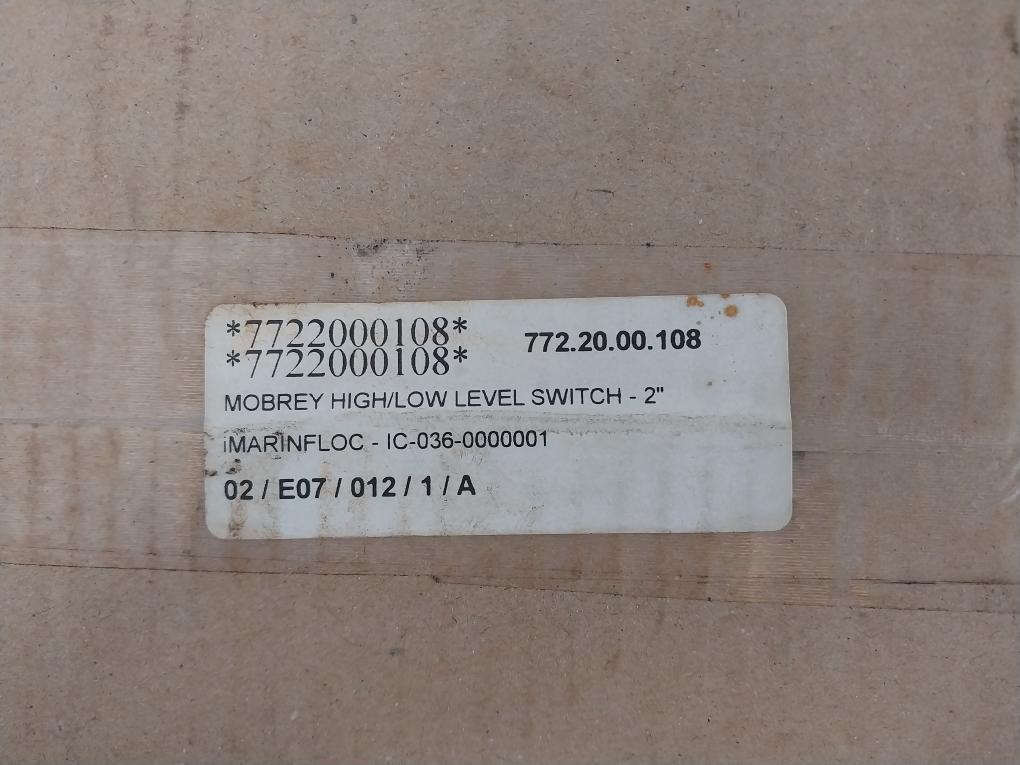 *7722000108*
*7722000108*
772.20.00.108
MOBREY HIGH/LOW LEVEL SWITCH - 2"
iMARINFLOC - IC-036-0000001
02 / E07 / 012 / 1 / A